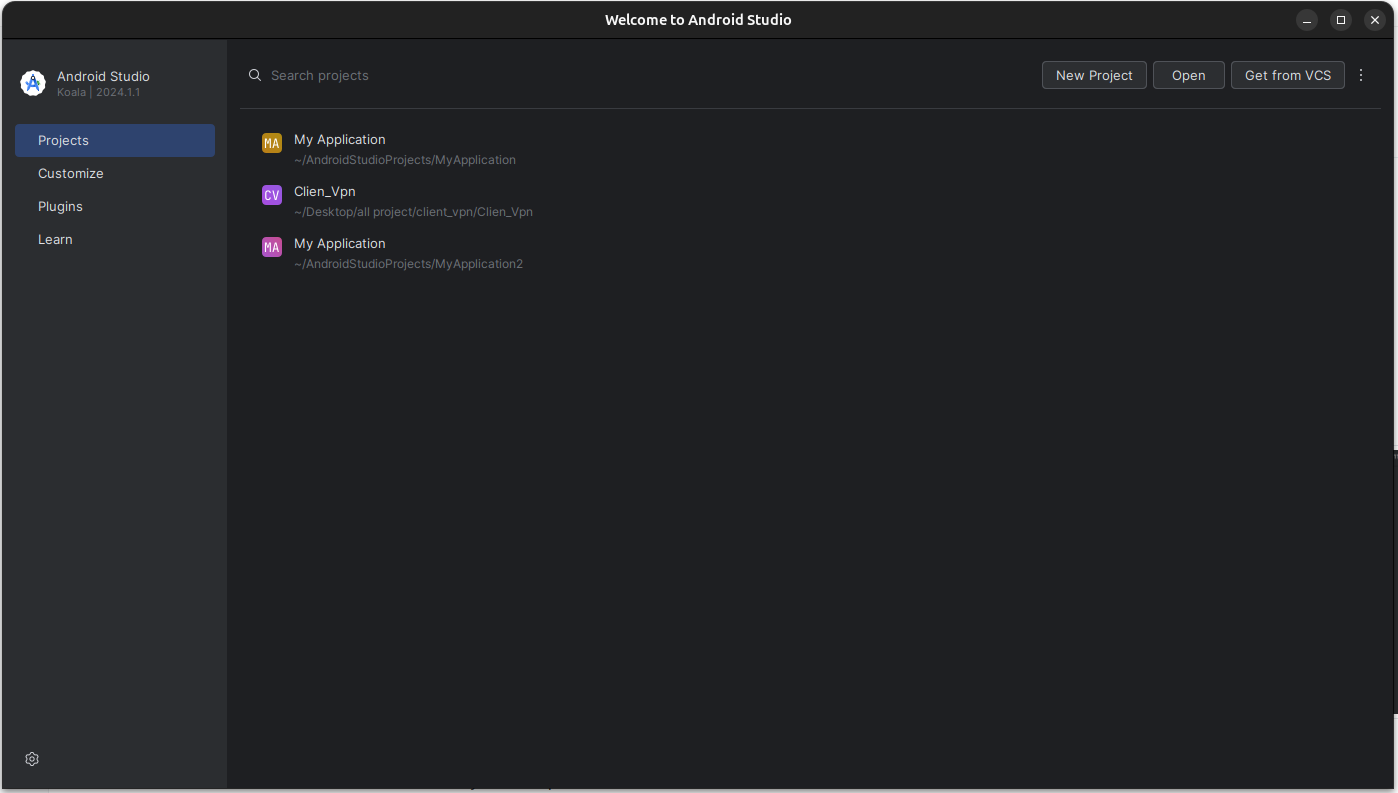 Welcome to Android Studio
Android Studio
Koala | 2024.1.1
Projects
Customize
Plugins
Learn
Search projects
New Project
Open
Get from VCS
MA
My Application
~/AndroidStudioProjects/MyApplication
CV
Clien_Vpn
~/Desktop/all project/client_vpn/Clien_Vpn
MA
My Application
~/AndroidStudioProjects/MyApplication2